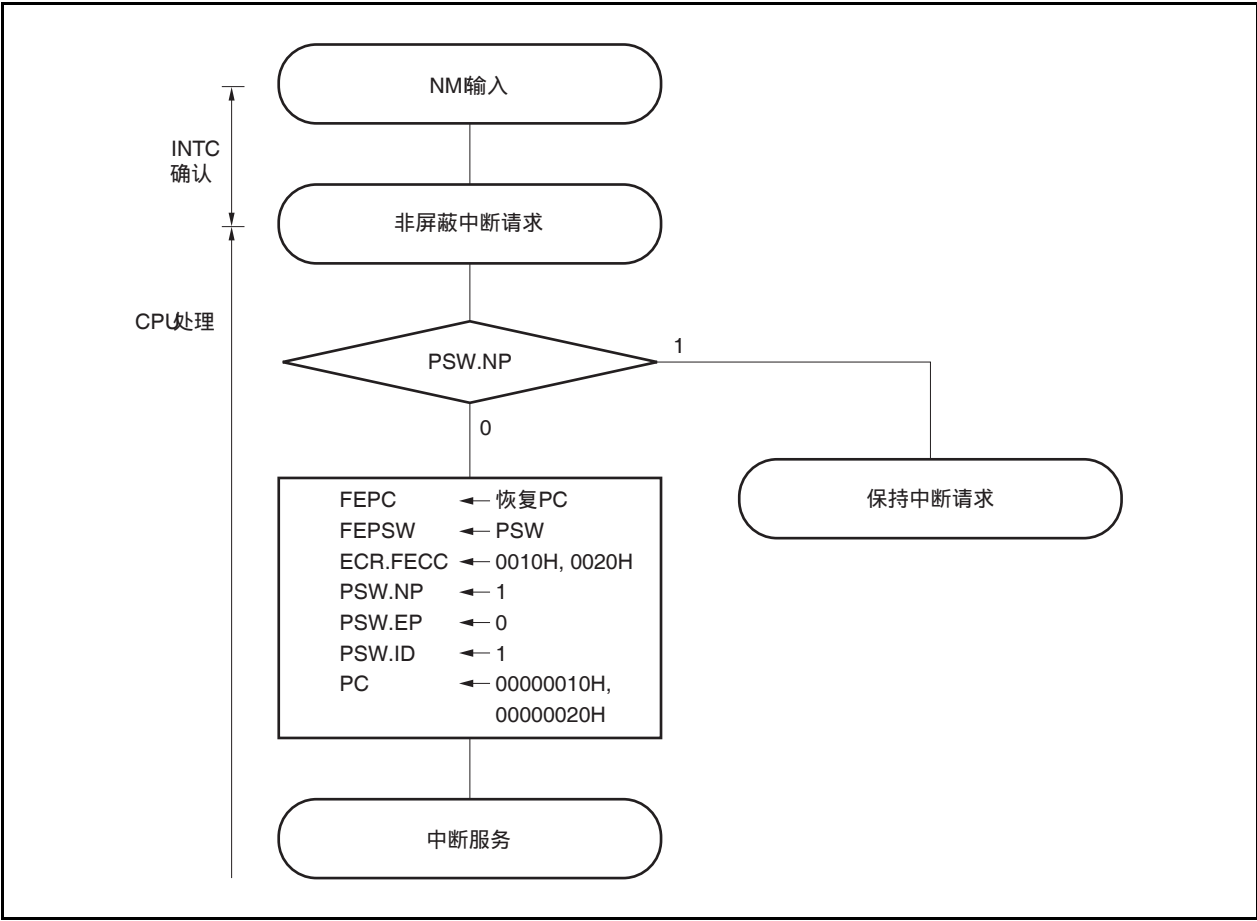 NMI输入
INTC
确认
非屏蔽中断请求
CPU处理
PSW.NP
1
0
FEPC ← 恢复PC
FEPSW ← PSW
ECR.FECC ← 0010H, 0020H
PSW.NP ← 1
PSW.EP ← 0
PSW.ID ← 1
PC ← 00000010H,
00000020H
保持中断请求
中断服务